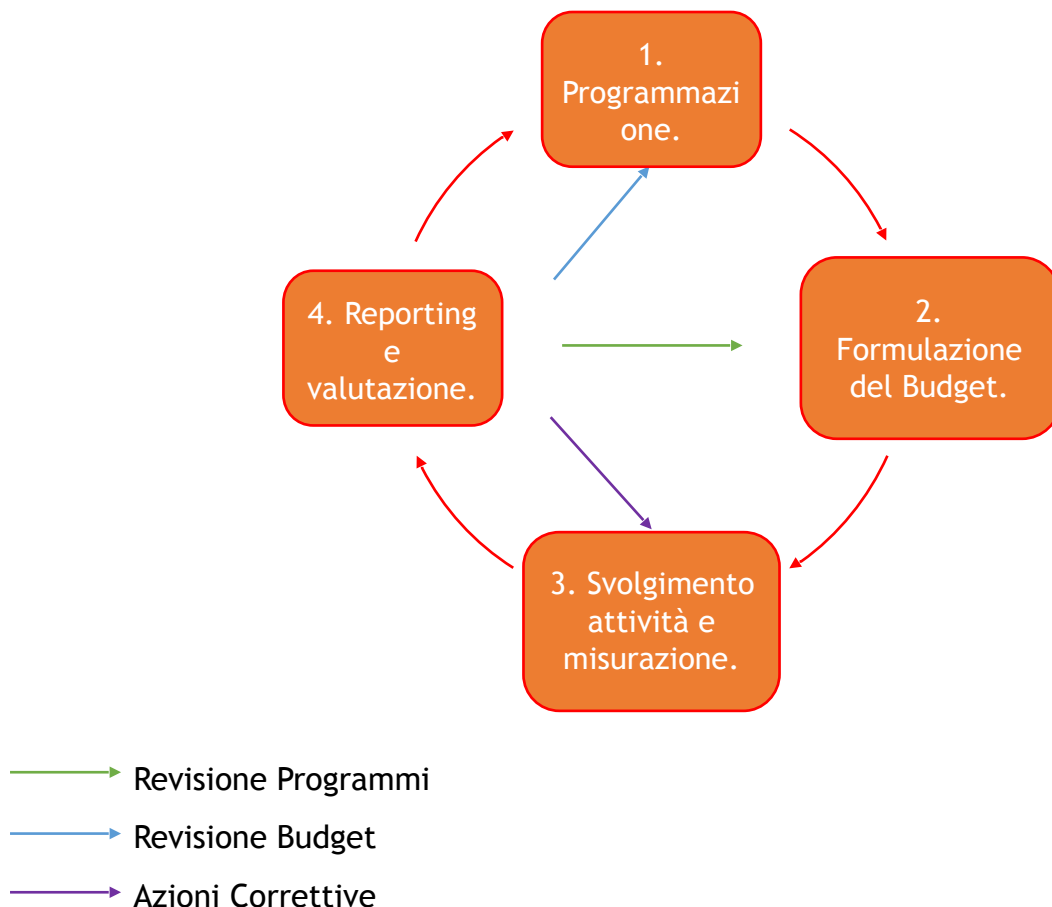 1.
Programmazi
one.
4. Reporting
e
valutazione.
2.
Formulazione
del Budget.
3. Svolgimento
attività e
misurazione.
Revisione Programmi
Revisione Budget
Azioni Correttive